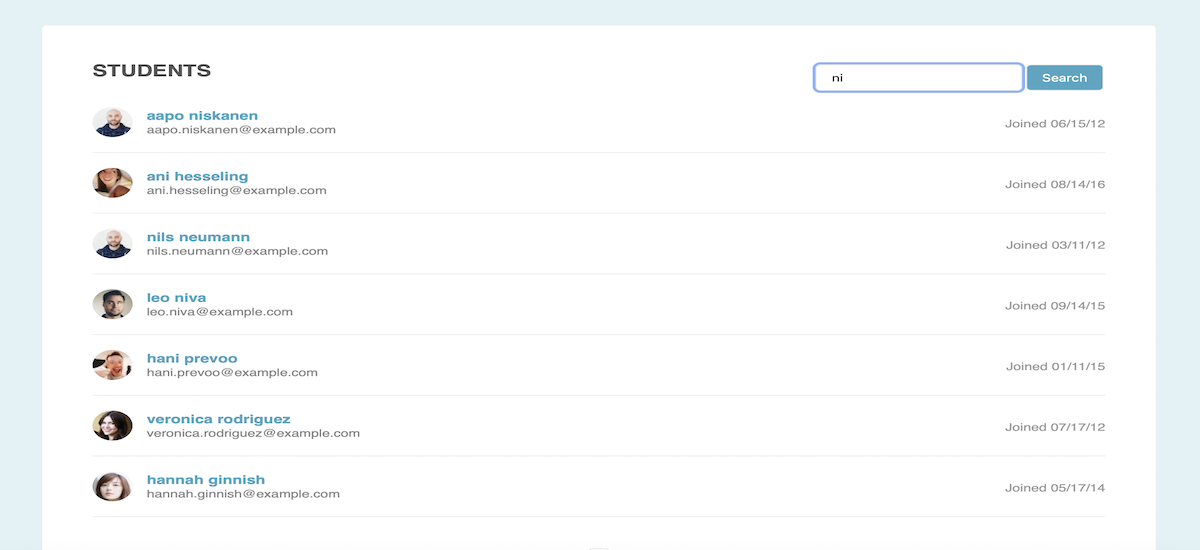 STUDENTS
ni
Search
aapo niskanen
aapo.niskanen@example.com
Joined 06/15/12
ani hesseling
ani.hesseling@example.com
Joined 08/14/16
nils neumann
nils.neumann@example.com
Joined 03/11/12
leo niva
leo.niva@example.com
Joined 09/14/15
hani prevoo
hani.prevoo@example.com
Joined 01/11/15
veronica rodriguez
veronica.rodriguez@example.com
Joined 07/17/12
hannah ginnish
hannah.ginnish@example.com
Joined 05/17/14